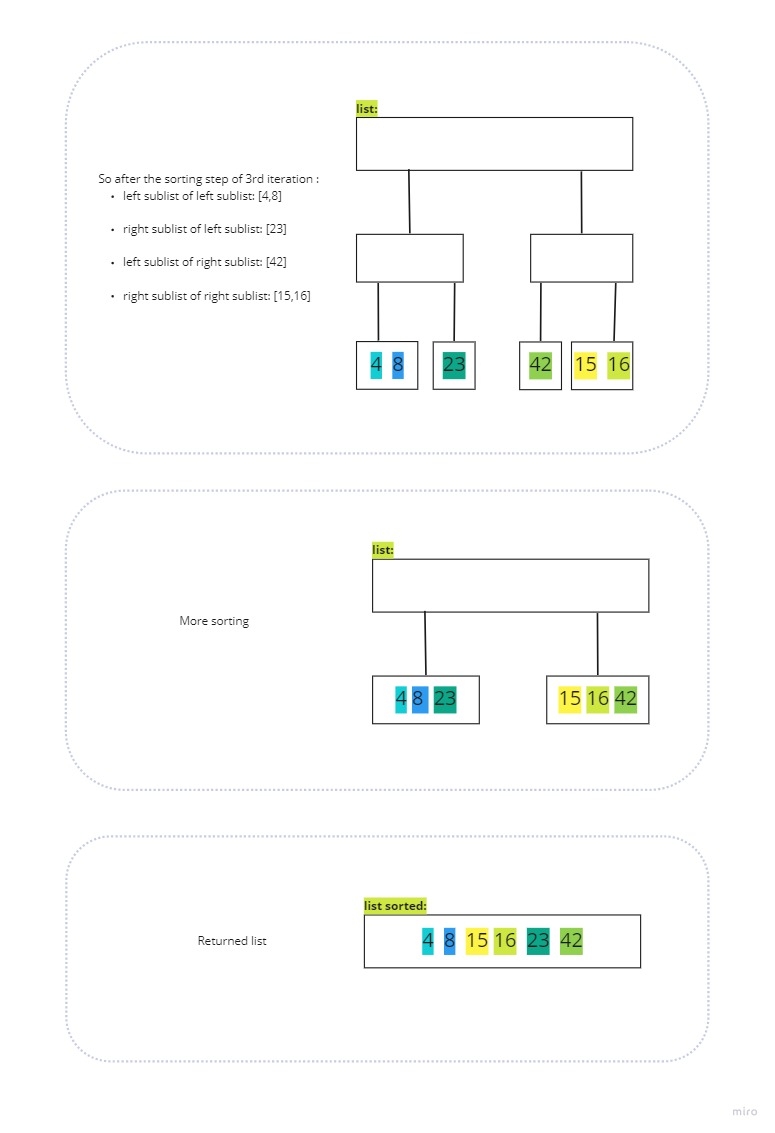 list:
So after the sorting step of 3rd iteration :
• left sublist of left sublist: [4,8]
• right sublist of left sublist: [23]
• left sublist of right sublist: [42]
• right sublist of right sublist: [15,16]
4 8 23 42 15 16
list:
More sorting
4 8 23 15 16 42
list sorted:
Returned list
4 8 15 16 23 42
miro